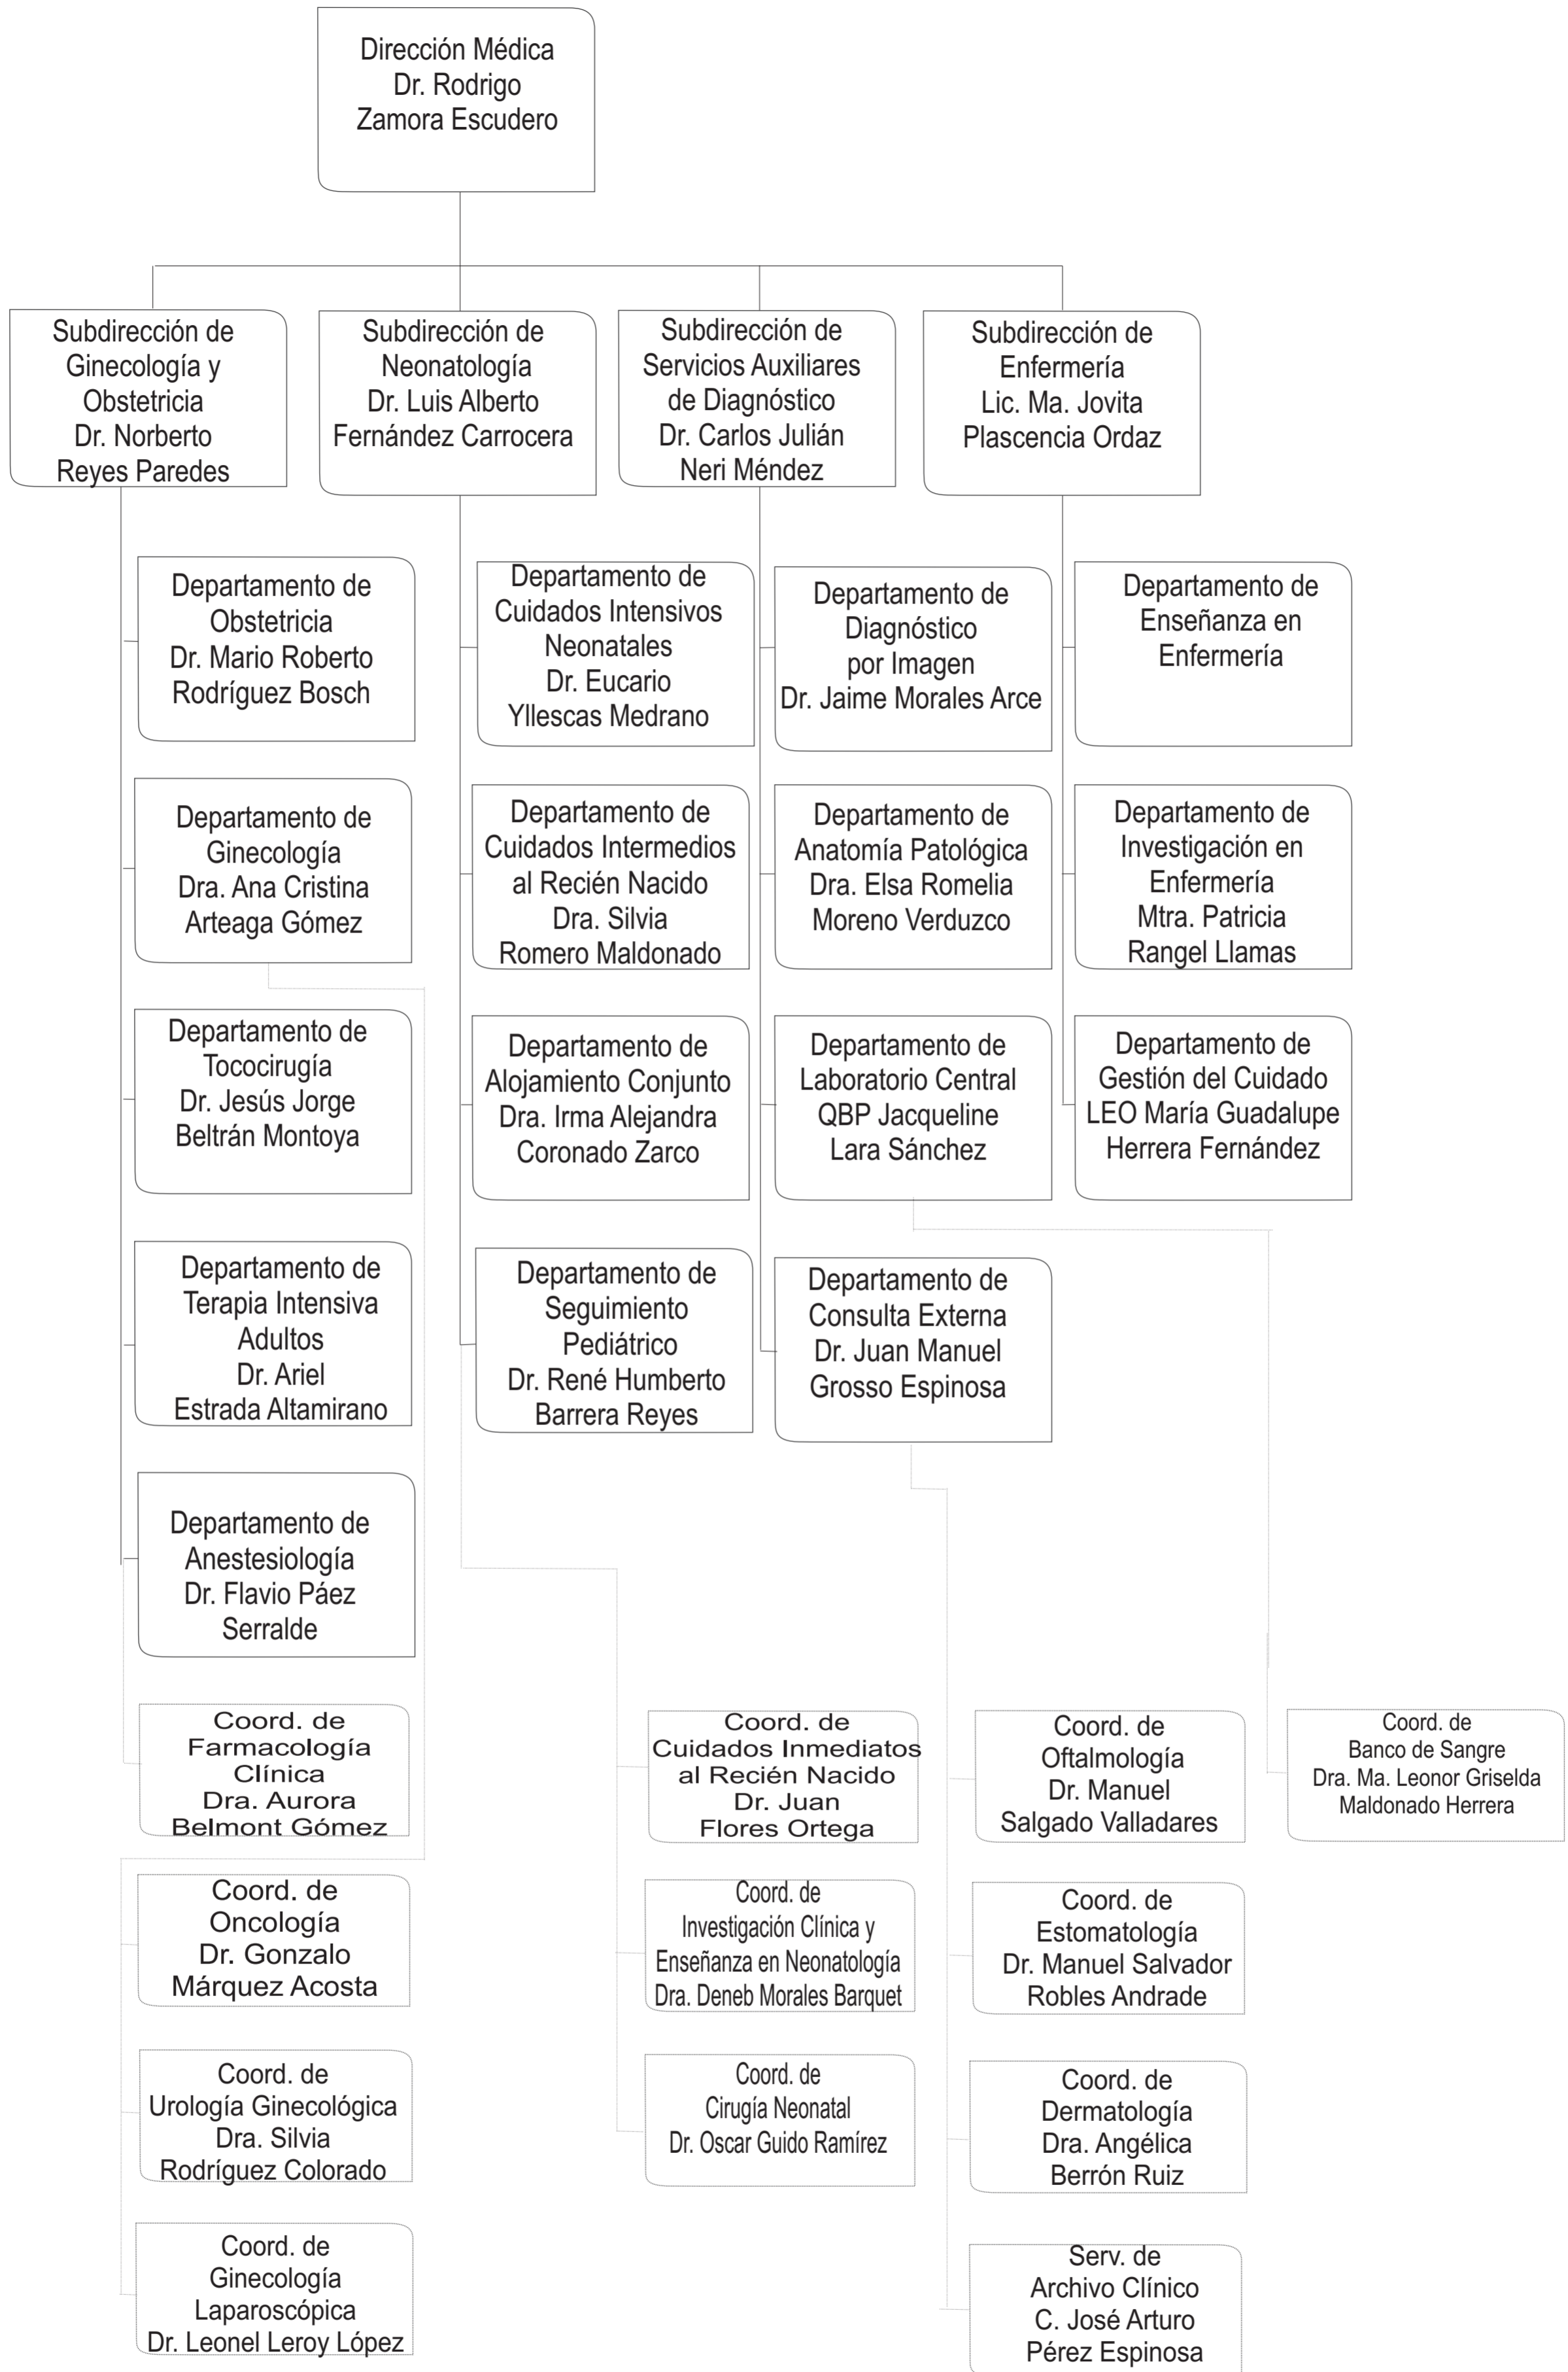 Dirección Médica
Dr. Rodrigo
Zamora Escudero
Subdirección de
Ginecología y
Obstetricia
Dr. Norberto
Reyes Paredes
Subdirección de
Neonatología
Dr. Luis Alberto
Fernández Carrocera
Subdirección de
Servicios Auxiliares
de Diagnóstico
Dr. Carlos Julián
Neri Méndez
Subdirección de
Enfermería
Lic. Ma. Jovita
Plascencia Ordaz
Departamento de
Obstetricia
Dr. Mario Roberto
Rodríguez Bosch
Departamento de
Cuidados Intensivos
Neonatales
Dr. Eucario
Yllescas Medrano
Departamento de
Diagnóstico
por Imagen
Dr. Jaime Morales Arce
Departamento de
Enseñanza en
Enfermería
Departamento de
Ginecología
Dra. Ana Cristina
Arteaga Gómez
Departamento de
Cuidados Intermedios
al Recién Nacido
Dra. Silvia
Romero Maldonado
Departamento de
Anatomía Patológica
Dra. Elsa Romelia
Moreno Verduzco
Departamento de
Investigación en
Enfermería
Mtra. Patricia
Rangel Llamas
Departamento de
Tococirugía
Dr. Jesús Jorge
Beltrán Montoya
Departamento de
Alojamiento Conjunto
Dra. Irma Alejandra
Coronado Zarco
Departamento de
Laboratorio Central
QBP Jacqueline
Lara Sánchez
Departamento de
Gestión del Cuidado
LEO María Guadalupe
Herrera Fernández
Departamento de
Terapia Intensiva
Adultos
Dr. Ariel
Estrada Altamirano
Departamento de
Seguimiento
Pediátrico
Dr. René Humberto
Barrera Reyes
Departamento de
Consulta Externa
Dr. Juan Manuel
Grosso Espinosa
Departamento de
Anestesiología
Dr. Flavio Páez
Serralde
Coord. de
Farmacología
Clínica
Dra. Aurora
Belmont Gómez
Coord. de
Cuidados Inmediatos
al Recién Nacido
Dr. Juan
Flores Ortega
Coord. de
Oftalmología
Dr. Manuel
Salgado Valladares
Coord. de
Banco de Sangre
Dra. Ma. Leonor Griselda
Maldonado Herrera
Coord. de
Oncología
Dr. Gonzalo
Márquez Acosta
Coord. de
Investigación Clínica y
Enseñanza en Neonatología
Dra. Deneb Morales Barquet
Coord. de
Estomatología
Dr. Manuel Salvador
Robles Andrade
Coord. de
Urología Ginecológica
Dra. Silvia
Rodríguez Colorado
Coord. de
Cirugía Neonatal
Dr. Oscar Guido Ramírez
Coord. de
Dermatología
Dra. Angélica
Berrón Ruiz
Coord. de
Ginecología
Laparoscópica
Dr. Leonel Leroy López
Serv. de
Archivo Clínico
C. José Arturo
Pérez Espinosa